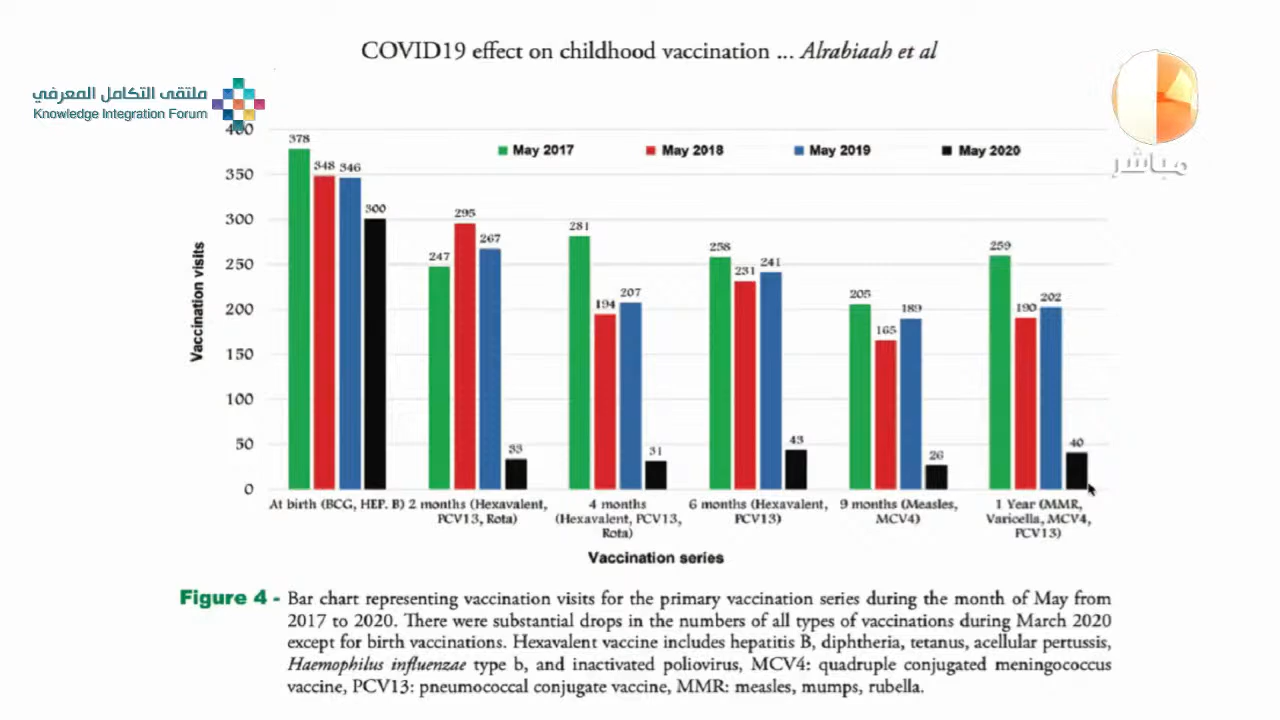 COVID19 effect on childhood vaccination ... Alrabiaah et al
ملتقى التكامل المعرفي
Knowledge Integration Forum
مباشر
400
350
300
250
200
150
100
50
0
Vaccination visits
May 2017
May 2018
May 2019
May 2020
378
348
346
300
247
295
267
33
281
194
207
31
258
231
241
43
205
165
189
26
259
190
202
40
At birth (BCG, HEP. B)
2 months (Hexavalent,
PCV13, Rota)
4 months
(Hexavalent, PCV13,
Rota)
6 months (Hexavalent,
PCV13)
9 months (Measles,
MCV4)
1 Year (MMR,
Varicella, MCV4,
PCV13)
Vaccination series
Figure 4 - Bar chart representing vaccination visits for the primary vaccination series during the month of May from
2017 to 2020. There were substantial drops in the numbers of all types of vaccinations during March 2020
except for birth vaccinations. Hexavalent vaccine includes hepatitis B, diphtheria, tetanus, acellular pertussis,
Haemophilus influenzae type b, and inactivated poliovirus, MCV4: quadruple conjugated meningococcus
vaccine, PCV13: pneumococcal conjugate vaccine, MMR: measles, mumps, rubella.